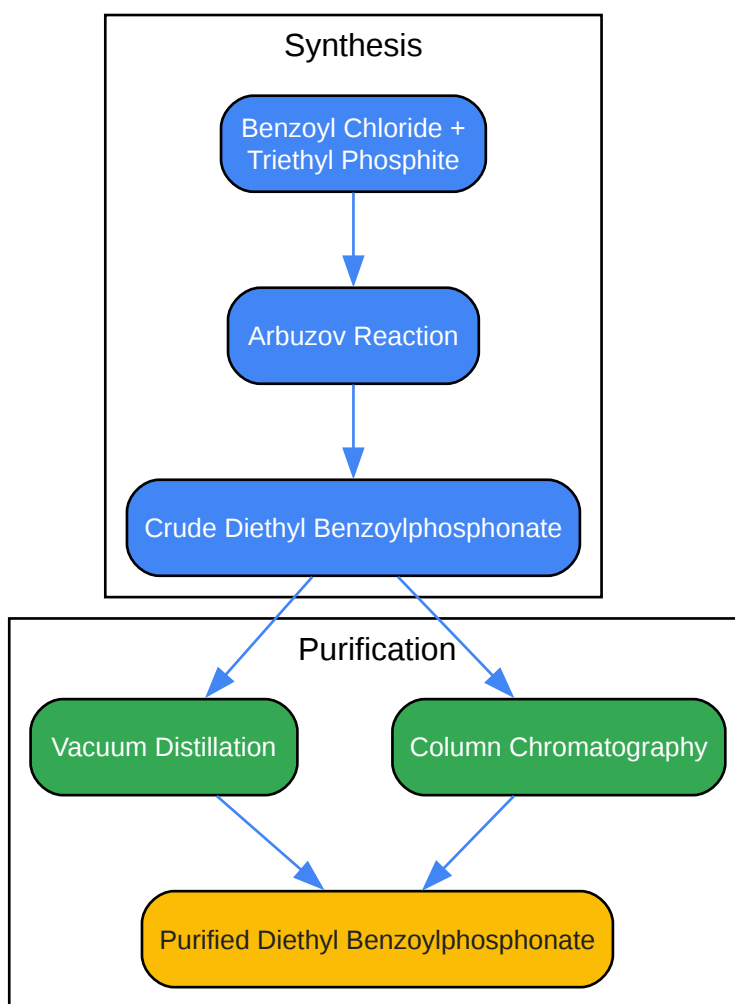 Synthesis
Benzoyl Chloride +
Triethyl Phosphite
Arbuzov Reaction
Crude Diethyl Benzoylphosphonate
Purification
Vacuum Distillation
Column Chromatography
Purified Diethyl Benzoylphosphonate